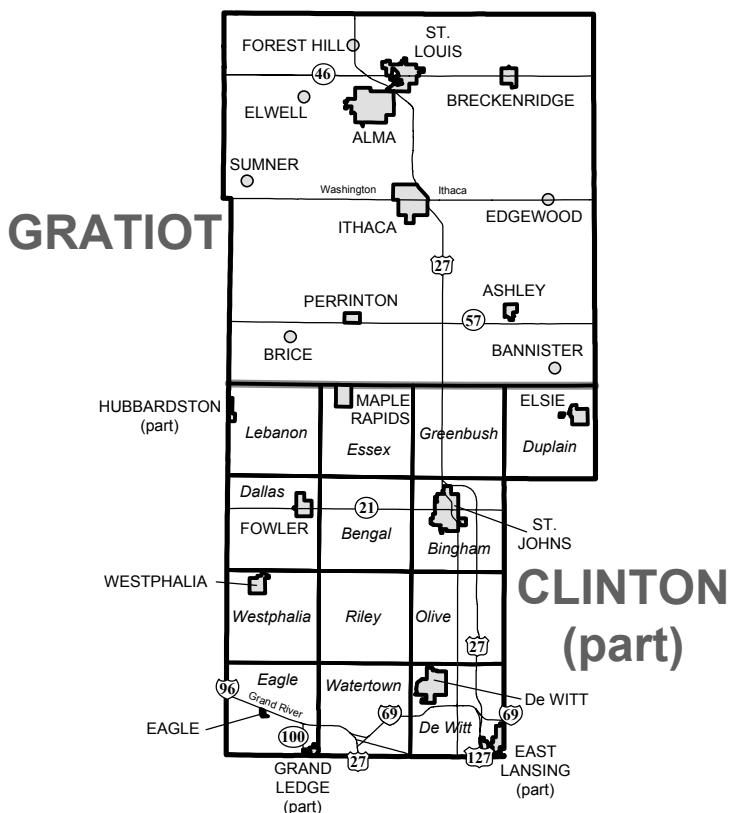 FOREST HILL
ST.
LOUIS
46
BRECKENRIDGE
ELWELL
ALMA
SUMNER
Washington
Ithaca
EDGEWOOD
ITHACA
GRATIOT
27
PERRINTON
ASHLEY
57
BRICE
BANNISTER
HUBBARDSTON
(part)
MAPLE
RAPIDS
ELSIE
Lebanon
Essex
Greenbush
Duplain
Dallas
21
FOWLER
Bengal
Bingham
ST.
JOHNS
WESTPHALIA
CLINTON
(part)
Westphalia
Riley
Olive
27
Eagle
Watertown
De WITT
96
Grand River
69
De Witt
69
EAGLE
100
27
127
GRAND
LEDGE
(part)
EAST
LANSING
(part)